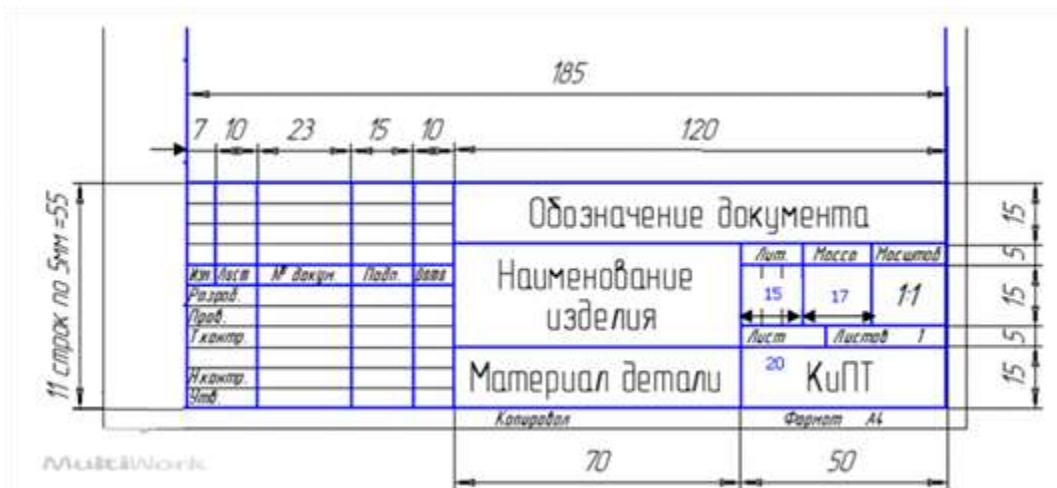 185
7 10 23 15 10 120
11 строк по 5мм =55
Обозначение документа
15
Лит. Масса Масштаб
5
Наименование
изделия
Изм Лист № докум. Подп. Дата
Разраб.
Пров.
Т.контр.
15 17 1:1
15
Лист Листов 1
5
Н.контр.
Утв.
Материал детали
20
КиПТ
15
Копировал Формат А4
MultiWork
70 50